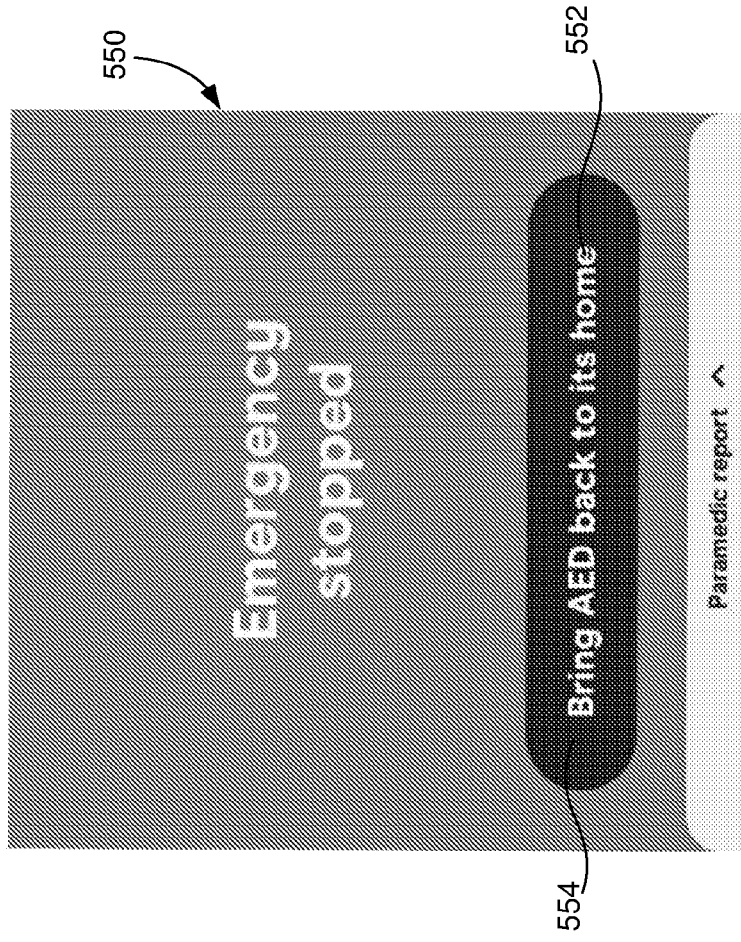 550
Emergency
stopped
552
Bring AED back to its home
554
Paramedic report